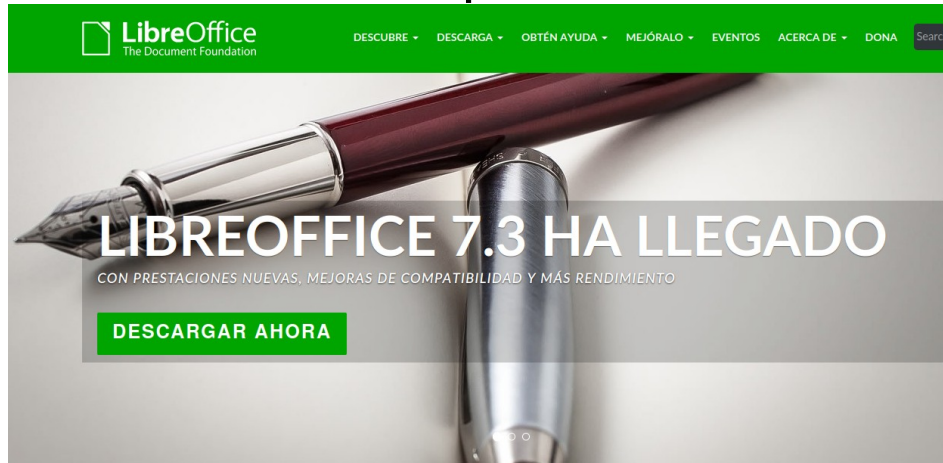 LibreOffice
The Document Foundation
DESCUBRE DESCARGA OBTÉN AYUDA MEJÓRALO EVENTOS ACERCA DE DONA Searc
LIBREOFFICE 7.3 HA LLEGADO
CON PRESTACIONES NUEVAS, MEJORAS DE COMPATIBILIDAD Y MÁS RENDIMIENTO
DESCARGAR AHORA